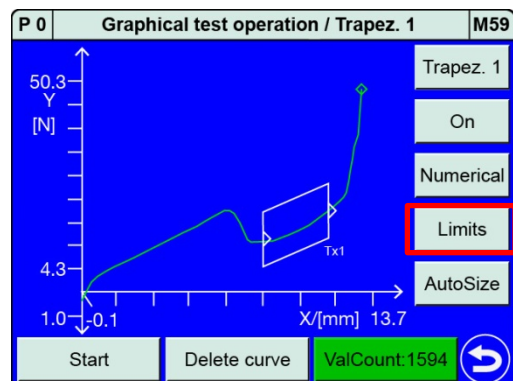 P 0
Graphical test operation / Trapez. 1
M59
50.3
Y
[N]
4.3
1.0
-0.1
X/[mm]
13.7
Tx1
Trapez. 1
On
Numerical
Limits
AutoSize
Start
Delete curve
ValCount:1594